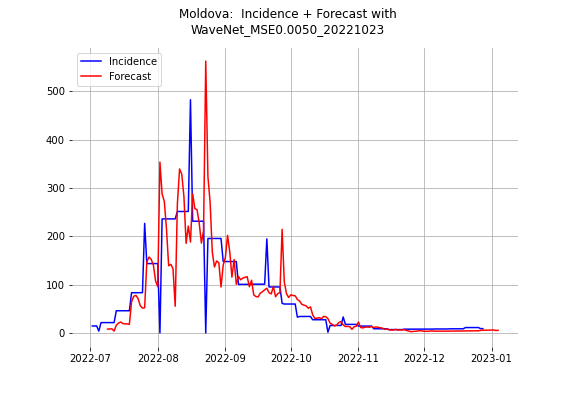 Moldova:  Incidence + Forecast with
WaveNet_MSE0.0050_20221023
Incidence
Forecast
500
400
300
200
100
0
2022-07 2022-08 2022-09 2022-10 2022-11 2022-12 2023-01